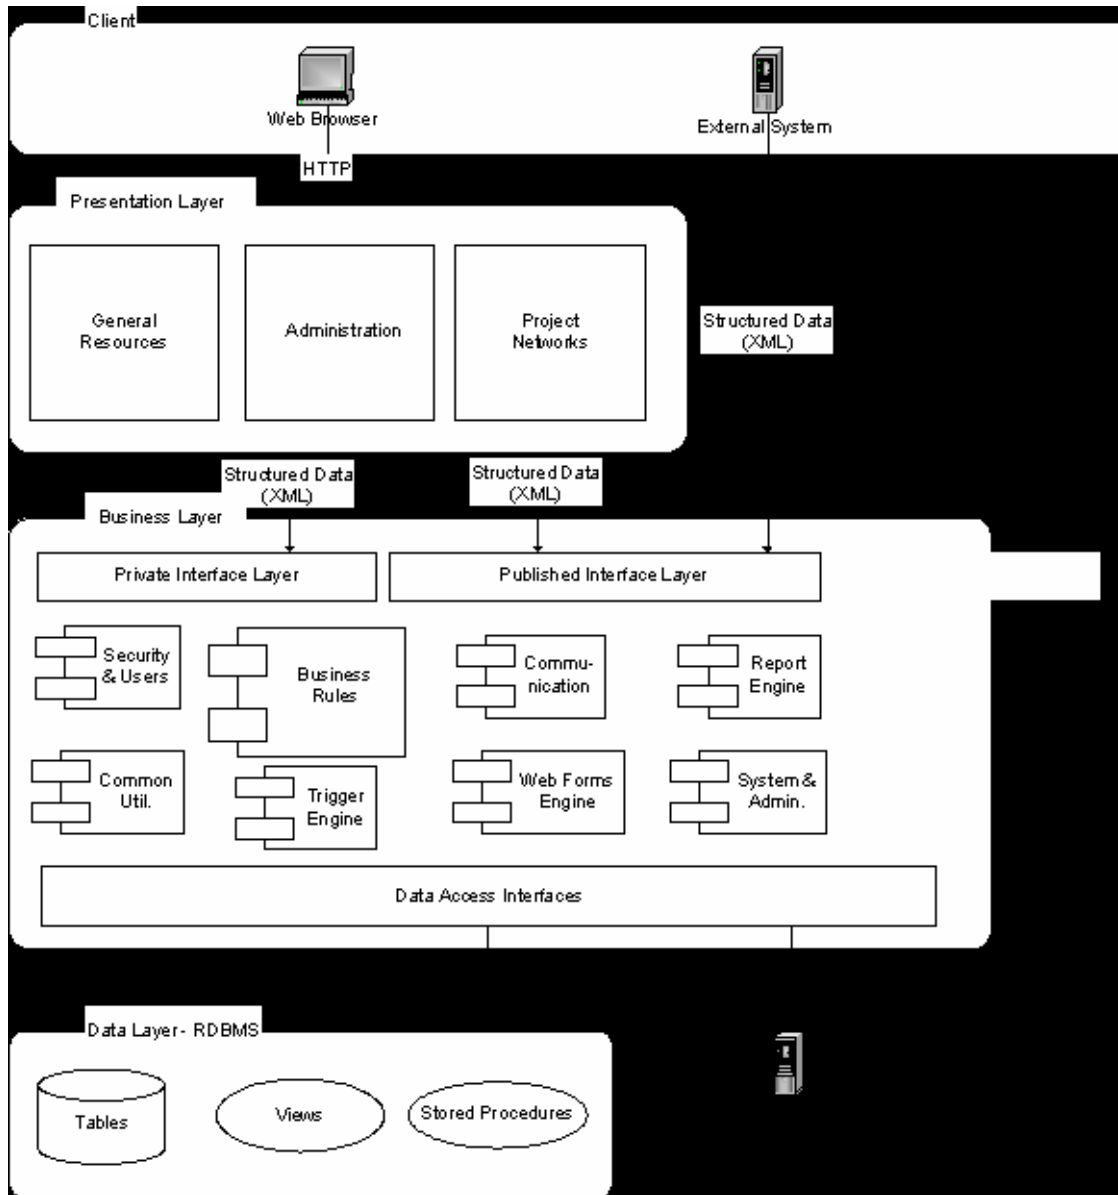 Client
Web Browser
External System
HTTP
Presentation Layer
General
Resources
Administration
Project
Networks
Structured Data
(XML)
Structured Data
(XML)
Structured Data
(XML)
Business Layer
Private Interface Layer
Published Interface Layer
Security
& Users
Business
Rules
Commu-
nication
Report
Engine
Common
Util.
Trigger
Engine
Web Forms
Engine
System &
Admin.
Data Access Interfaces
Data Layer - RDBMS
Tables
Views
Stored Procedures